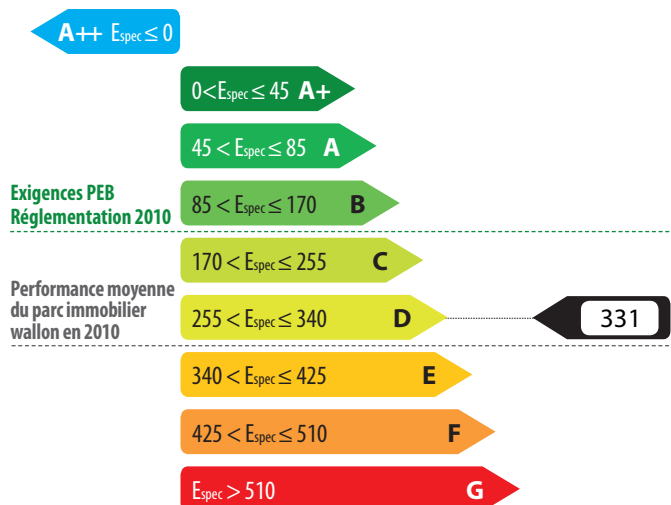 A++ Espec ≤ 0
0<Espec ≤ 45 A+
45 < Espec ≤ 85 A
Exigences PEB
Réglementation 2010
85 < Espec ≤ 170 B
170 < Espec ≤ 255 C
Performance moyenne
du parc immobilier
wallon en 2010
255 < Espec ≤ 340 D
331
340 < Espec ≤ 425 E
425 < Espec ≤ 510 F
Espec > 510 G